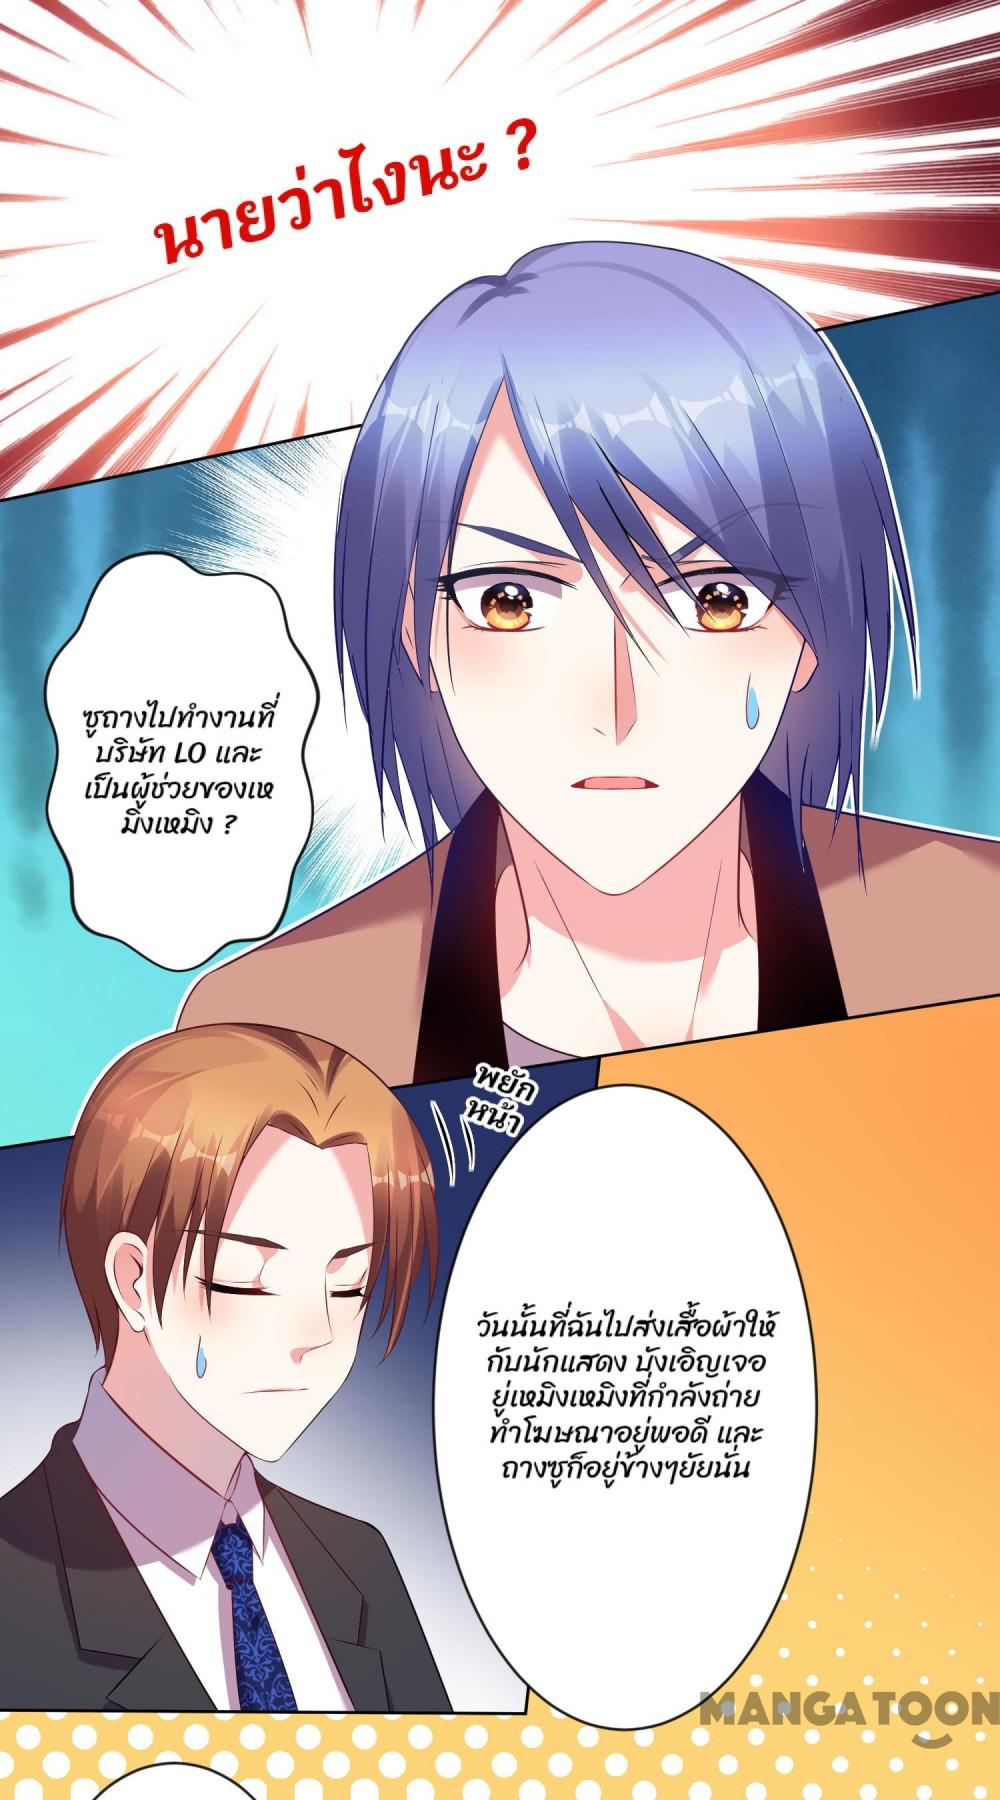 นายว่าไงนะ ?
ซูถางไปทำงานที่
บริษัท LO และ
เป็นผู้ช่วยของเห
มิงเหมิง ?
พยัก
หน้า
วันนั้นที่ฉันไปส่งเสื้อผ้าให้
กับนักแสดง บังเอิญเจอ
ยู่เหมิงเหมิงที่กำลังถ่าย
ทำโฆษณาอยู่พอดี และ
ถางซูก็อยู่ข้างๆยัยนั่น
MANGATOON